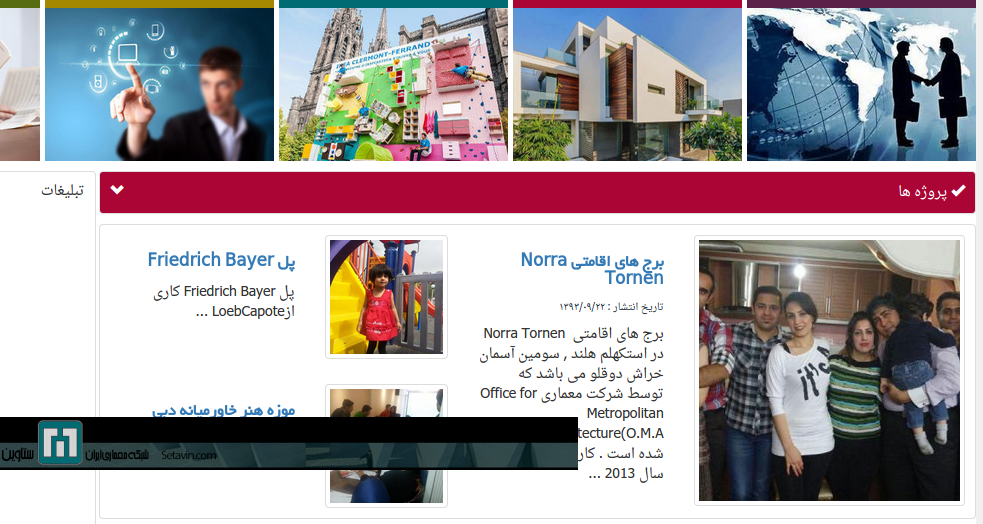 IKEA CLERMONT-FERRAND
پروژه ها
تبلیغات
برج های اقامتی Norra
Tornen
تاریخ انتشار : ۱۳۹۳/۰۹/۲۲
برج های اقامتی Norra Tornen
در استکهلم هلند , سومین آسمان
خراش دوقلو می باشد که
توسط شرکت معماری Office for
Metropolitan
tecture(O.M.A
شده است . کار
سال 2013 ...
پل Friedrich Bayer
پل Friedrich Bayer کاری
ازLoebCapote ...
موزه هنر خاورمیانه دبی
ستاوین
شبکه معماری ایران
Setavin.com
it's